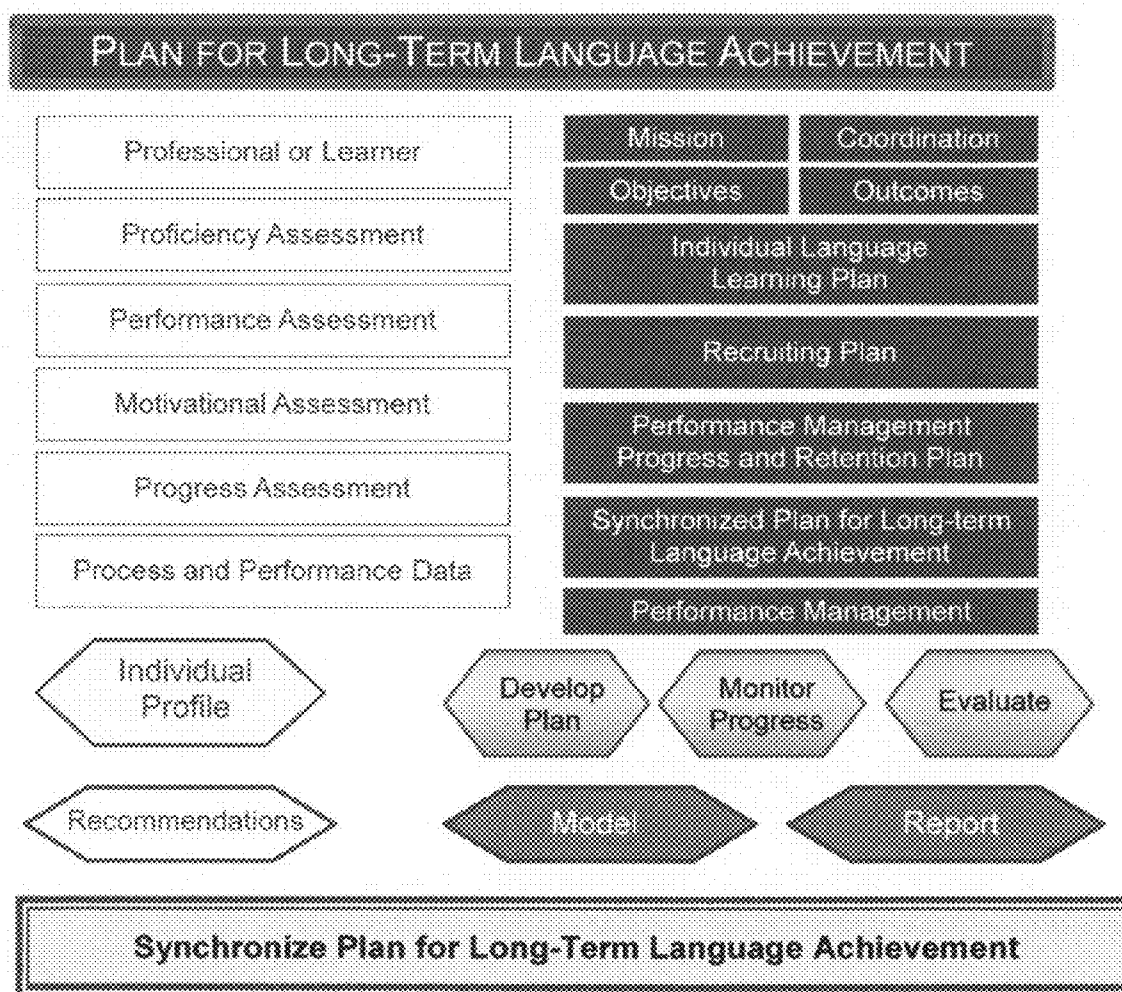 PLAN FOR LONG-TERM LANGUAGE ACHIEVEMENT
Professional or Learner
Proficiency Assessment
Performance Assessment
Motivational Assessment
Progress Assessment
Process and Performance Data
Mission
Coordination
Objectives
Outcomes
Individual Language
Learning Plan
Recruiting Plan
Performance Management
Progress and Retention Plan
Synchronized Plan for Long-term
Language Achievement
Performance Management
Individual
Profile
Develop
Plan
Monitor
Progress
Evaluate
Recommendations
Model
Report
Synchronize Plan for Long-Term Language Achievement